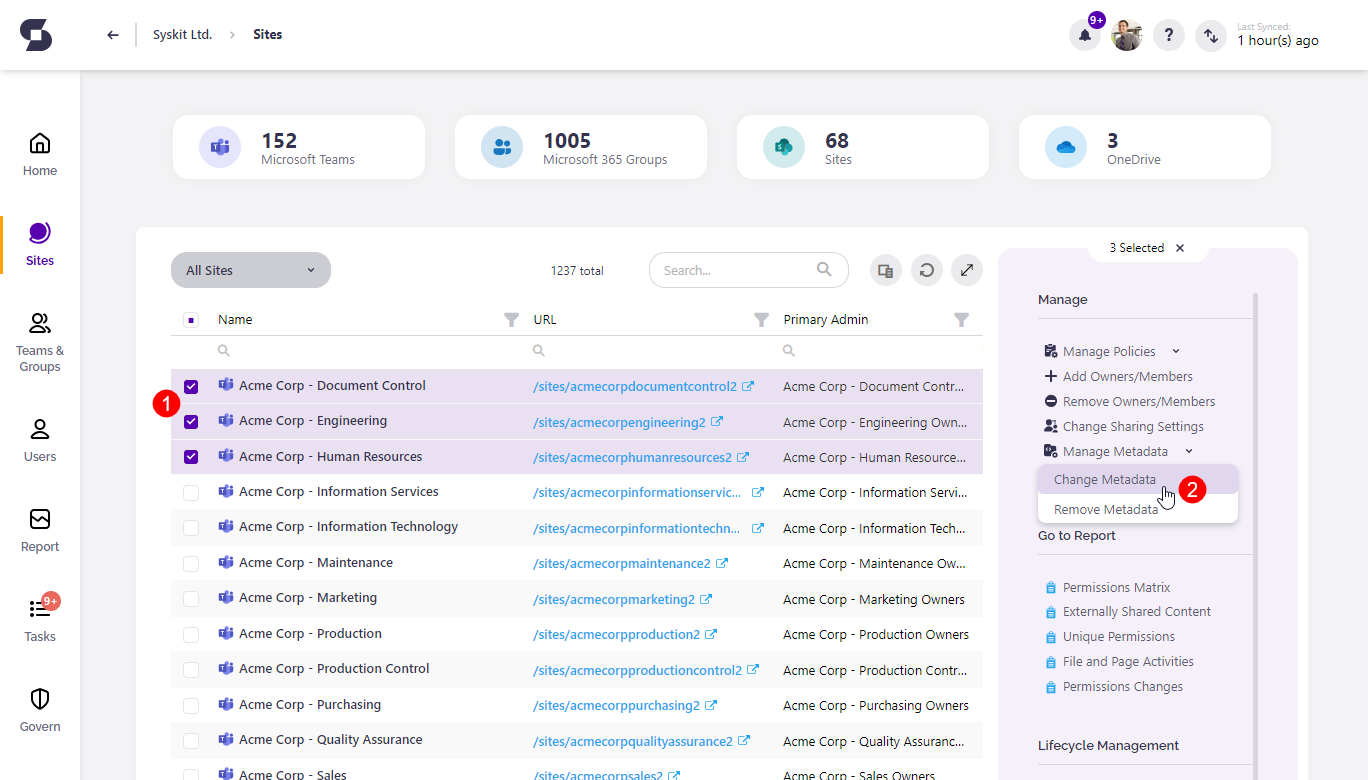 Syskit Ltd. > Sites
9+
Last Synced:
1 hour(s) ago
Home
Sites
Teams &
Groups
Users
Report
9+
Tasks
Govern
152
Microsoft Teams
1005
Microsoft 365 Groups
68
Sites
3
OneDrive
All Sites
1237 total
Search...
Name URL Primary Admin
Acme Corp - Document Control /sites/acmecorpdocumentcontrol2 Acme Corp - Document Contr...
1
Acme Corp - Engineering /sites/acmecorpengineering2 Acme Corp - Engineering Own...
Acme Corp - Human Resources /sites/acmecorphumanresources2 Acme Corp - Human Resource...
Acme Corp - Information Services /sites/acmecorpinformationservic... Acme Corp - Information Servi...
Acme Corp - Information Technology /sites/acmecorpinformationtechn... Acme Corp - Information Tech...
Acme Corp - Maintenance /sites/acmecorpmaintenance2 Acme Corp - Maintenance Ow...
Acme Corp - Marketing /sites/acmecorpmarketing2 Acme Corp - Marketing Owners
Acme Corp - Production /sites/acmecorpproduction2 Acme Corp - Production Owners
Acme Corp - Production Control /sites/acmecorpproductioncontrol2 Acme Corp - Production Contr...
Acme Corp - Purchasing /sites/acmecorppurchasing2 Acme Corp - Purchasing Owners
Acme Corp - Quality Assurance /sites/acmecorpqualityassurance2 Acme Corp - Quality Assuranc...
Acme Corp - Sales /sites/acmecorpsales2 Acme Corp - Sales Owners
3 Selected
Manage
Manage Policies
Add Owners/Members
Remove Owners/Members
Change Sharing Settings
Manage Metadata
Change Metadata
2
Remove Metadata
Go to Report
Permissions Matrix
Externally Shared Content
Unique Permissions
File and Page Activities
Permissions Changes
Lifecycle Management